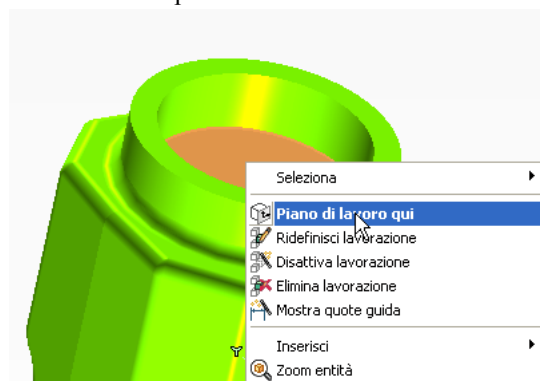 Seleziona
Piano di lavoro qui
Ridefinisci lavorazione
Disattiva lavorazione
Elimina lavorazione
Mostra quote guida
Inserisci
Zoom entità